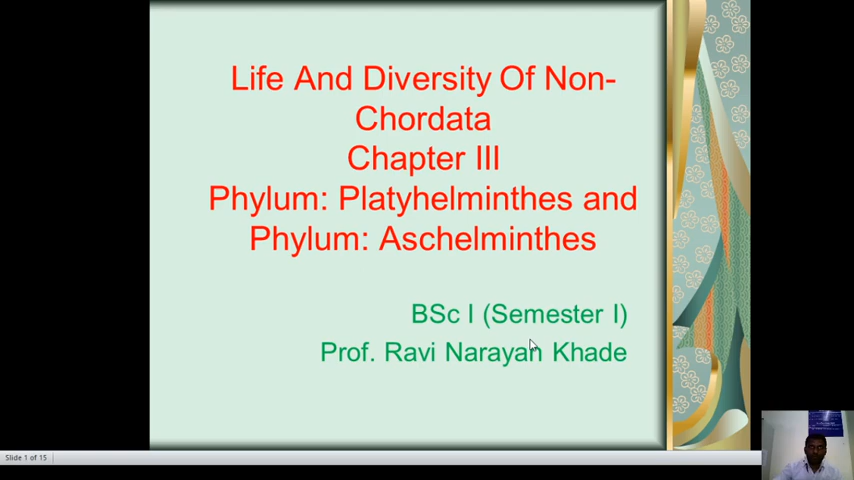 Life And Diversity Of Non-
Chordata
Chapter III
Phylum: Platyhelminthes and
Phylum: Aschelminthes
BSc I (Semester I)
Prof. Ravi Narayan Khade
Slide 1 of 15